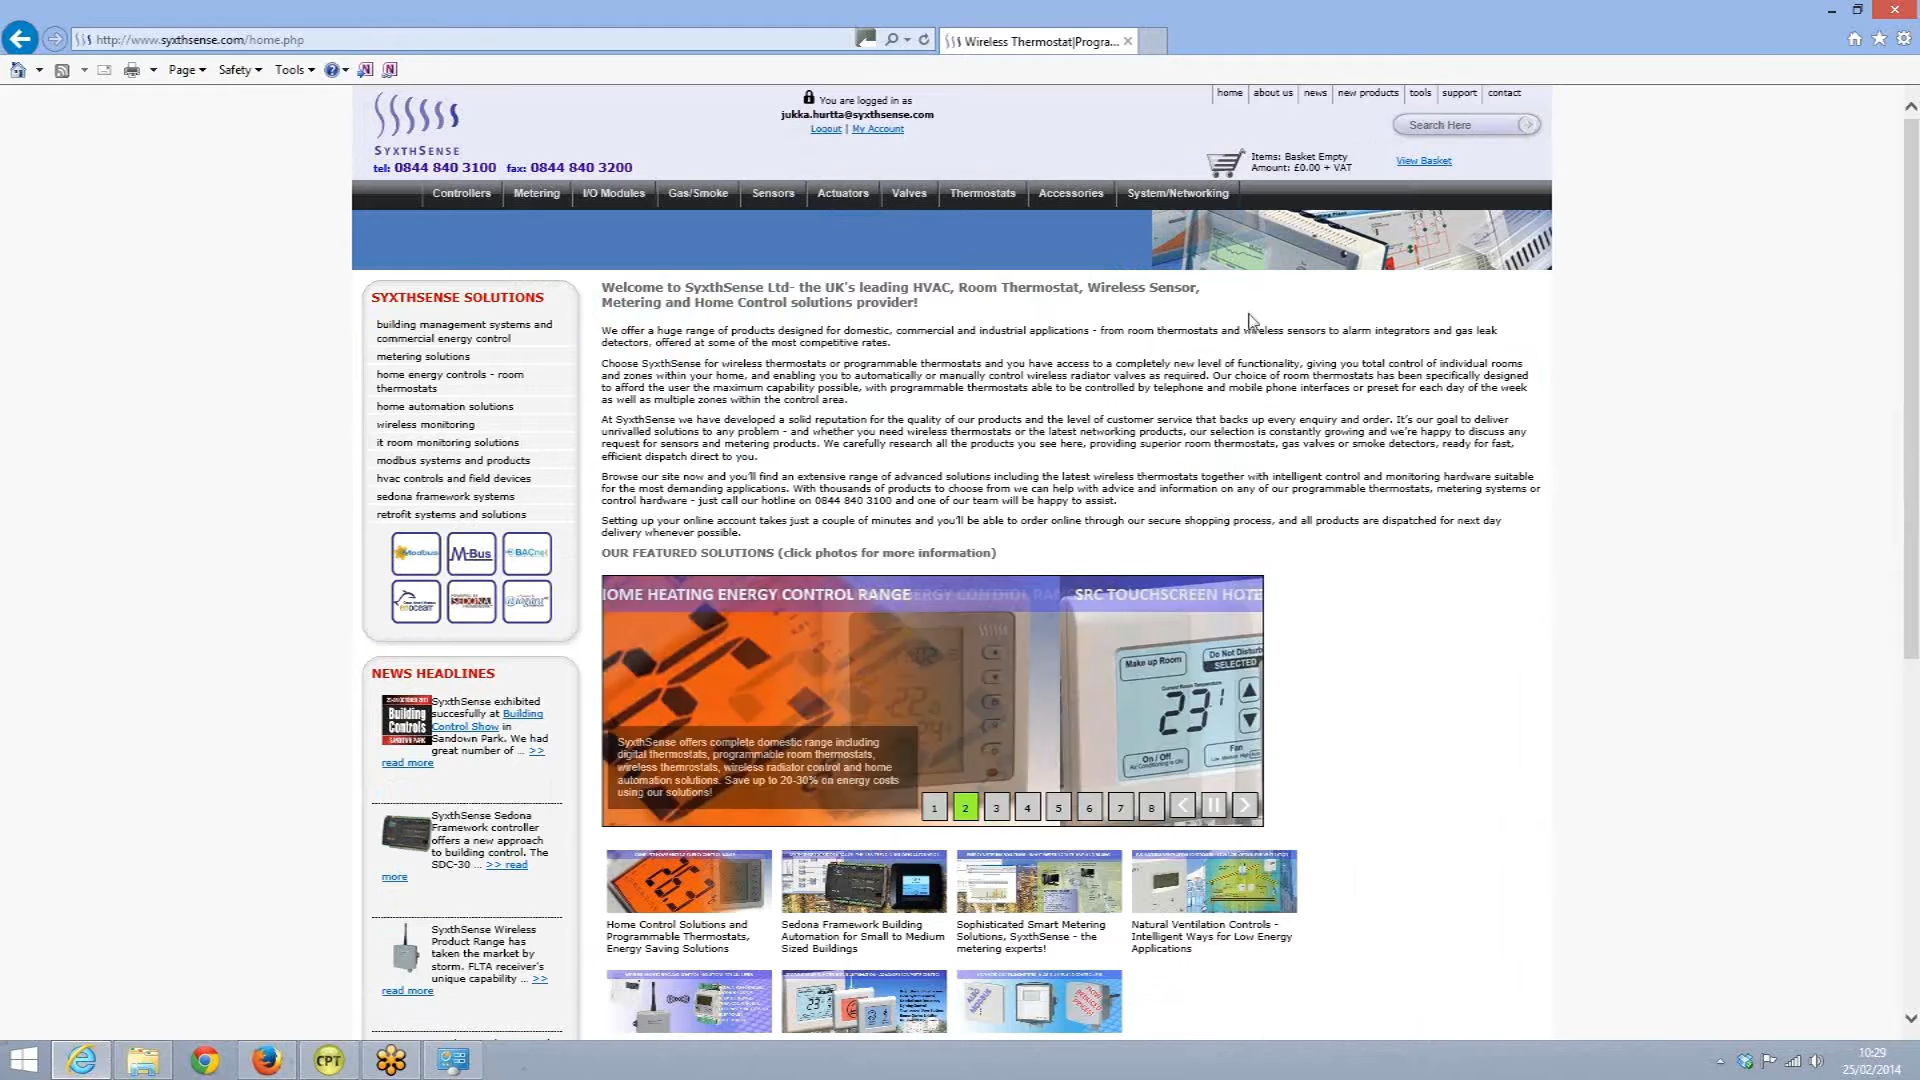 http://www.syxthsense.com/home.php
Wireless Thermostat|Progra...
Page
Safety
Tools
SYXTHSENSE
tel: 0844 840 3100 fax: 0844 840 3200
You are logged in as
jukka.hurtta@syxthsense.com
Logout | My Account
home
about us
news
new products
tools
support
contact
Search Here
Items: Basket Empty
Amount: £0.00 + VAT
View Basket
Controllers
Metering
I/O Modules
Gas/Smoke
Sensors
Actuators
Valves
Thermostats
Accessories
System/Networking
SYXTHSENSE SOLUTIONS
building management systems and
commercial energy control
metering solutions
home energy controls - room
thermostats
home automation solutions
wireless monitoring
it room monitoring solutions
modbus systems and products
hvac controls and field devices
sedona framework systems
retrofit systems and solutions
Modbus
M-Bus
BACnet
enocean
SEDONA
NEWS HEADLINES
SyxthSense exhibited
succesfully at Building
Control Show in
Sandown Park. We had
great number of ... >>
read more
Building
Controls
SANDOWN PARK
SyxthSense Sedona
Framework controller
offers a new approach
to building control. The
SDC-30 ... >> read
more
SyxthSense Wireless
Product Range has
taken the market by
storm. FLTA receiver's
unique capability ... >>
read more
Welcome to SyxthSense Ltd- the UK's leading HVAC, Room Thermostat, Wireless Sensor,
Metering and Home Control solutions provider!
We offer a huge range of products designed for domestic, commercial and industrial applications - from room thermostats and wireless sensors to alarm integrators and gas leak
detectors, offered at some of the most competitive rates.
Choose SyxthSense for wireless thermostats or programmable thermostats and you have access to a completely new level of functionality, giving you total control of individual rooms
and zones within your home, and enabling you to automatically or manually control wireless radiator valves as required. Our choice of room thermostats has been specifically designed
to afford the user the maximum capability possible, with programmable thermostats able to be controlled by telephone and mobile phone interfaces or preset for each day of the week
as well as multiple zones within the control area.
At SyxthSense we have developed a solid reputation for the quality of our products and the level of customer service that backs up every enquiry and order. It's our goal to deliver
unrivalled solutions to any problem - and whether you need wireless thermostats or the latest networking products, our selection is constantly growing and we're happy to discuss any
request for sensors and metering products. We carefully research all the products you see here, providing superior room thermostats, gas valves or smoke detectors, ready for fast,
efficient dispatch direct to you.
Browse our site now and you'll find an extensive range of advanced solutions including the latest wireless thermostats together with intelligent control and monitoring hardware suitable
for the most demanding applications. With thousands of products to choose from we can help with advice and information on any of our programmable thermostats, metering systems or
control hardware - just call our hotline on 0844 840 3100 and one of our team will be happy to assist.
Setting up your online account takes just a couple of minutes and you'll be able to order online through our secure shopping process, and all products are dispatched for next day
delivery whenever possible.
OUR FEATURED SOLUTIONS (click photos for more information)
HOME HEATING ENERGY CONTROL RANGE
SRC TOUCHSCREEN HOTE
Make up Room
Do Not Disturb
SELECTED
Current Room Temperature
23
On / Off
Fan
SyxthSense offers complete domestic range including
digital thermostats, programmable room thermostats,
wireless themrostats, wireless radiator control and home
automation solutions. Save up to 20-30% on energy costs
using our solutions!
1 2 3 4 5 6 7 8
Home Control Solutions and
Programmable Thermostats,
Energy Saving Solutions
Sedona Framework Building
Automation for Small to Medium
Sized Buildings
Sophisticated Smart Metering
Solutions, SyxthSense - the
metering experts!
Natural Ventilation Controls -
Intelligent Ways for Low Energy
Applications
CPT
10:29
25/02/2014